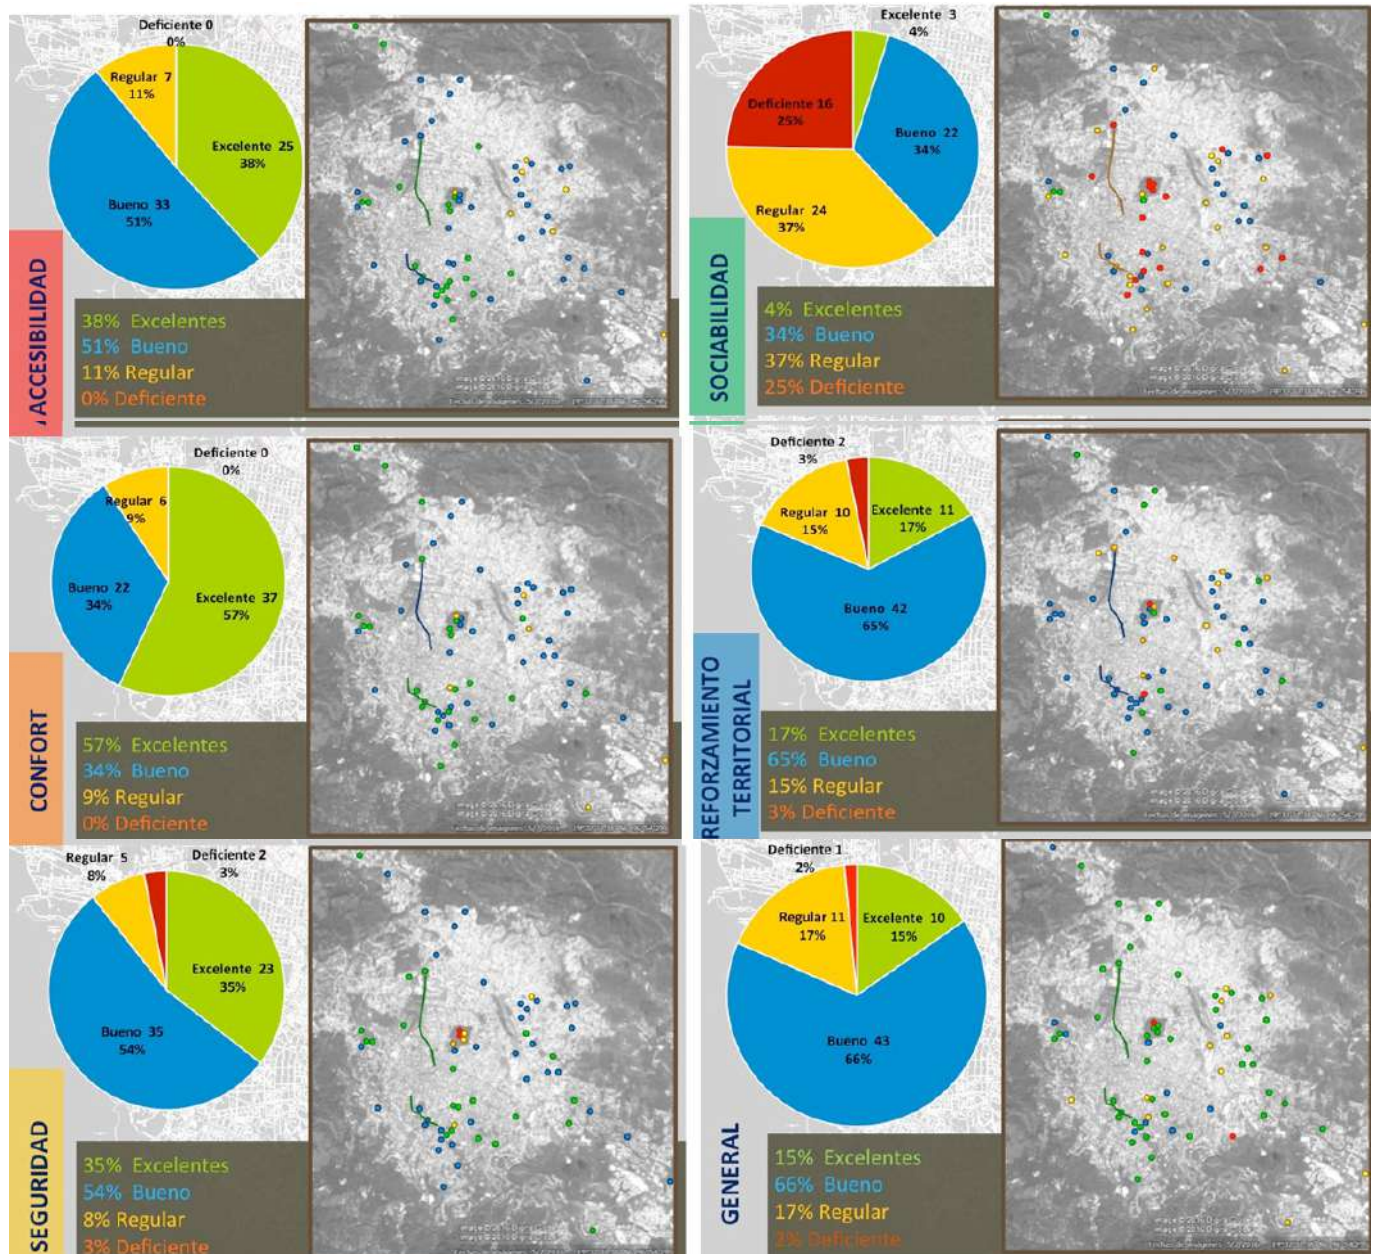 Deficiente 0
0%
Regular 7
11%
Excelente 25
38%
Bueno 33
51%
ACCESIBILIDAD
38% Excelentes
51% Bueno
11% Regular
0% Deficiente
Excelente 3
4%
Deficiente 16
25%
Bueno 22
34%
Regular 24
37%
SOCIABILIDAD
4% Excelentes
34% Bueno
37% Regular
25% Deficiente
Deficiente 0
0%
Regular 6
9%
Bueno 22
34%
Excelente 37
57%
CONFORT
57% Excelentes
34% Bueno
9% Regular
0% Deficiente
Deficiente 2
3%
Regular 10
15%
Excelente 11
17%
Bueno 42
65%
REFORZAMIENTO
TERRITORIAL
17% Excelentes
65% Bueno
15% Regular
3% Deficiente
Regular 5
8%
Deficiente 2
3%
Excelente 23
35%
Bueno 35
54%
SEGURIDAD
35% Excelentes
54% Bueno
8% Regular
3% Deficiente
Deficiente 1
2%
Regular 11
17%
Excelente 10
15%
Bueno 43
66%
GENERAL
15% Excelentes
66% Bueno
17% Regular
2% Deficiente